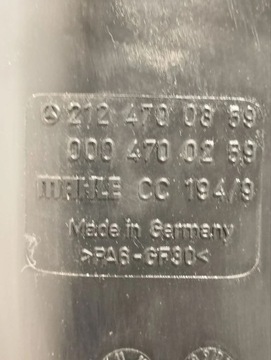 212 470 08 59
000 470 02 59
MAHLE CC 194/9
Made in Germany
>PA6-GF30<